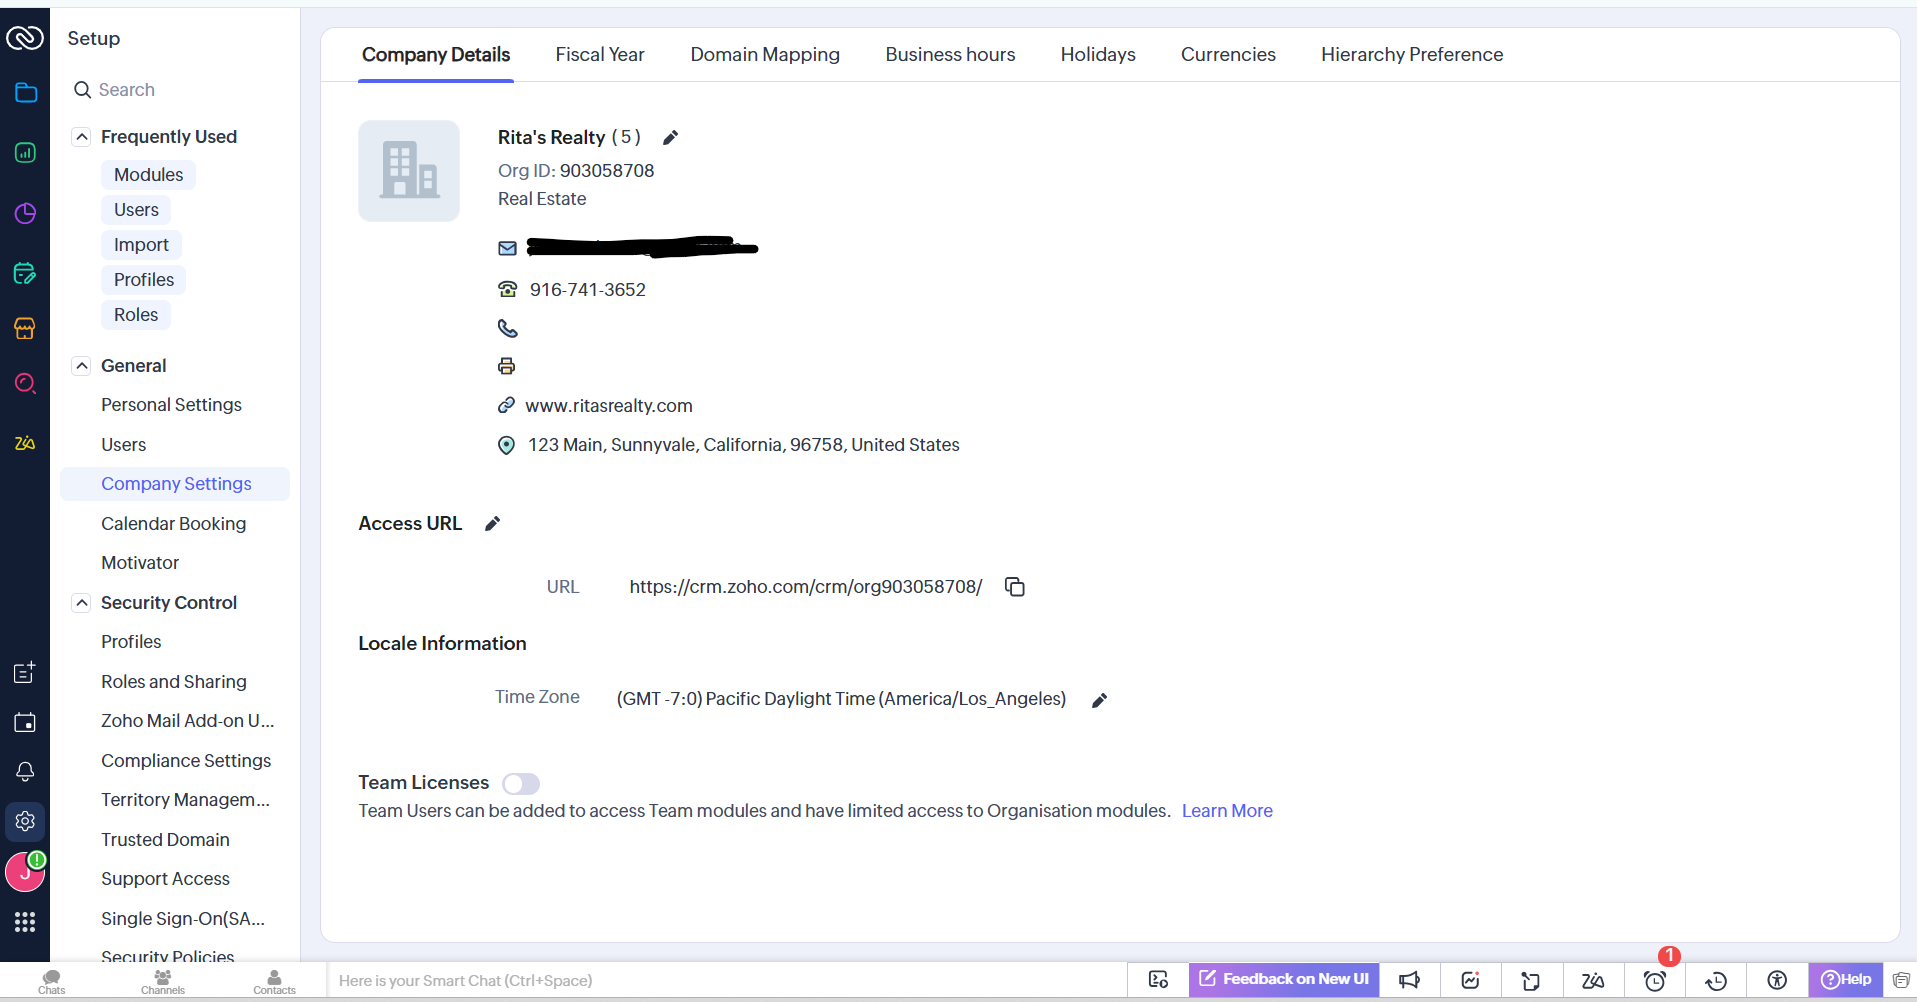 Setup
Search
Frequently Used
Modules
Users
Import
Profiles
Roles
General
Personal Settings
Users
Company Settings
Calendar Booking
Motivator
Security Control
Profiles
Roles and Sharing
Zoho Mail Add-on U...
Compliance Settings
Territory Managem...
Trusted Domain
Support Access
Single Sign-On(SA...
Security Policies
J
Company Details Fiscal Year Domain Mapping Business hours Holidays Currencies Hierarchy Preference
Rita's Realty ( 5 )
Org ID: 903058708
Real Estate
916-741-3652
www.ritasrealty.com
123 Main, Sunnyvale, California, 96758, United States
Access URL
URL https://crm.zoho.com/crm/org903058708/
Locale Information
Time Zone (GMT -7:0) Pacific Daylight Time (America/Los_Angeles)
Team Licenses
Team Users can be added to access Team modules and have limited access to Organisation modules. Learn More
Chats Channels Contacts Here is your Smart Chat (Ctrl+Space) Feedback on New UI 1 Help